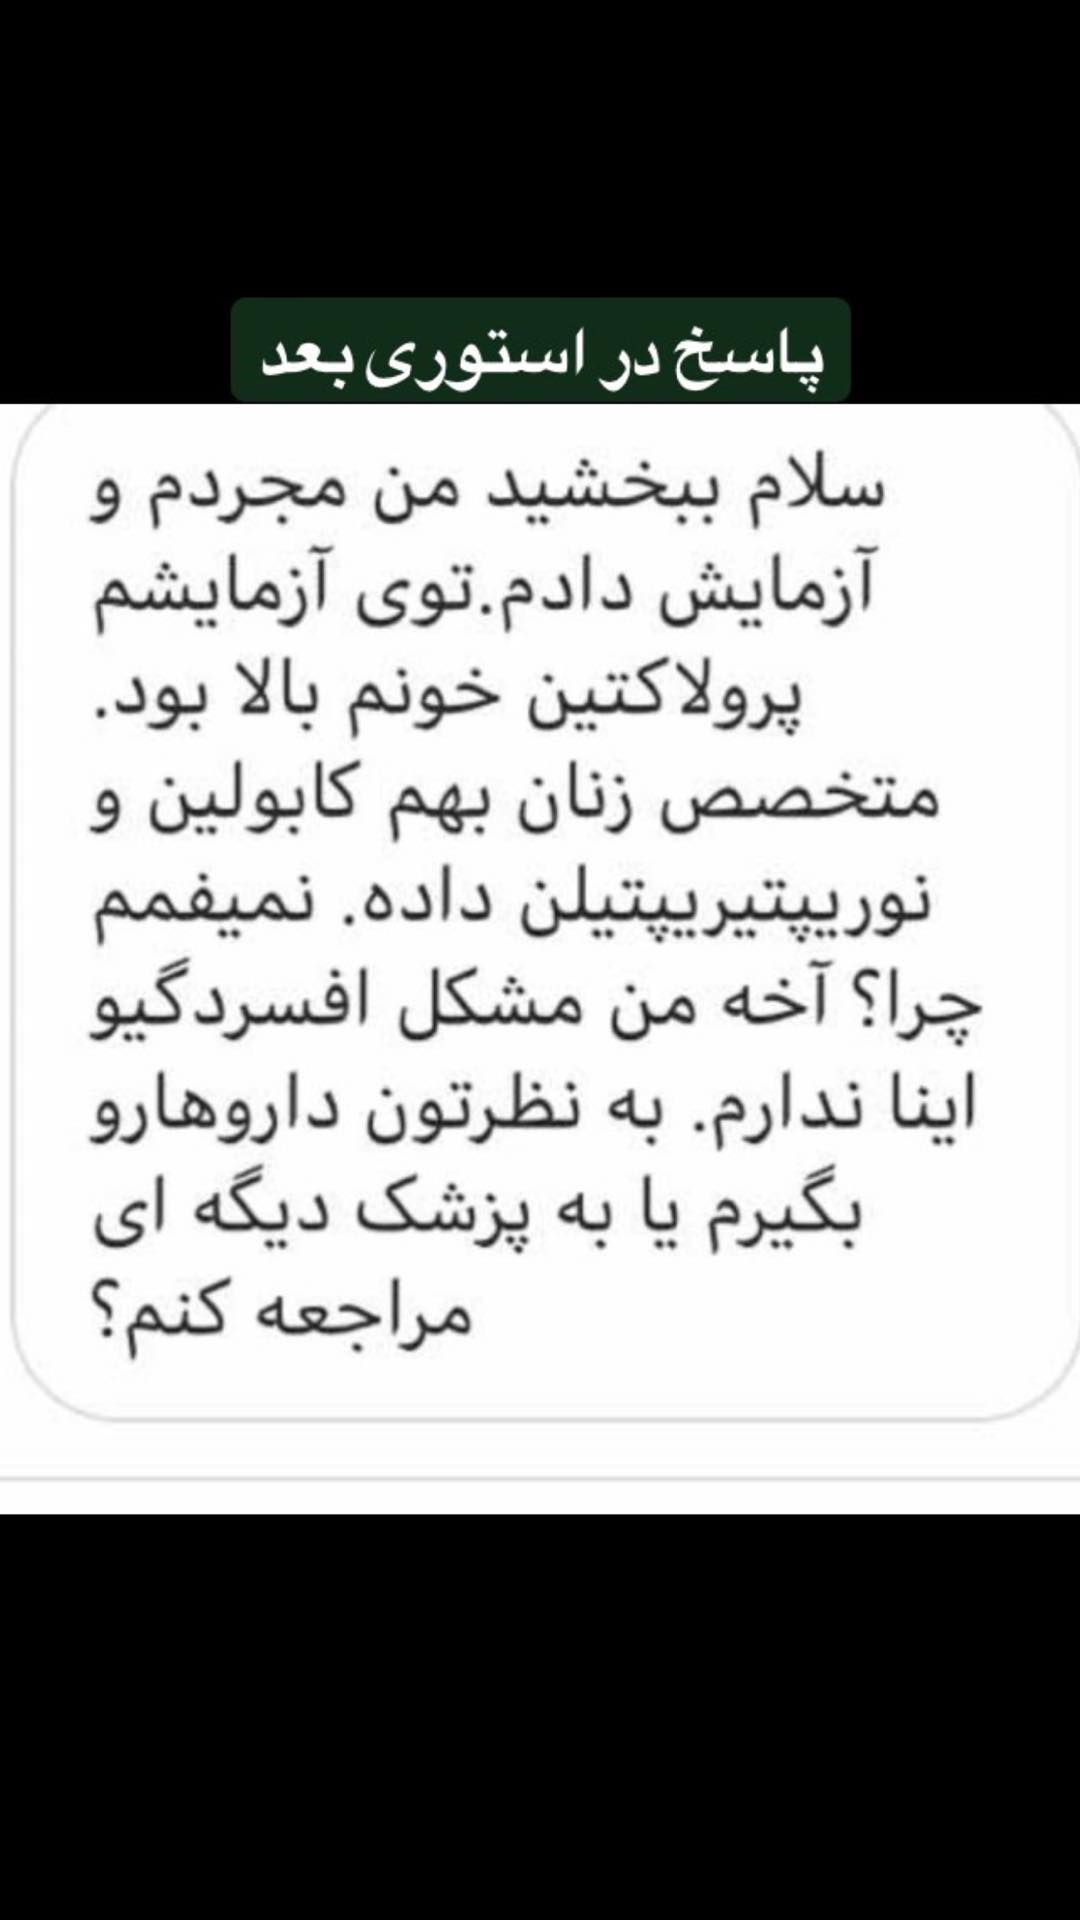 پاسخ در استوری بعد
سلام ببخشید من مجردم و
آزمایش دادم.توی آزمایشم
پرولاکتین خونم بالا بود.
متخصص زنان بهم کابولین و
نوریپتیریپتیلن داده. نمیفمم
چرا؟ آخه من مشکل افسردگیو
اینا ندارم. به نظرتون داروهارو
بگیرم یا به پزشک دیگه ای
مراجعه کنم؟